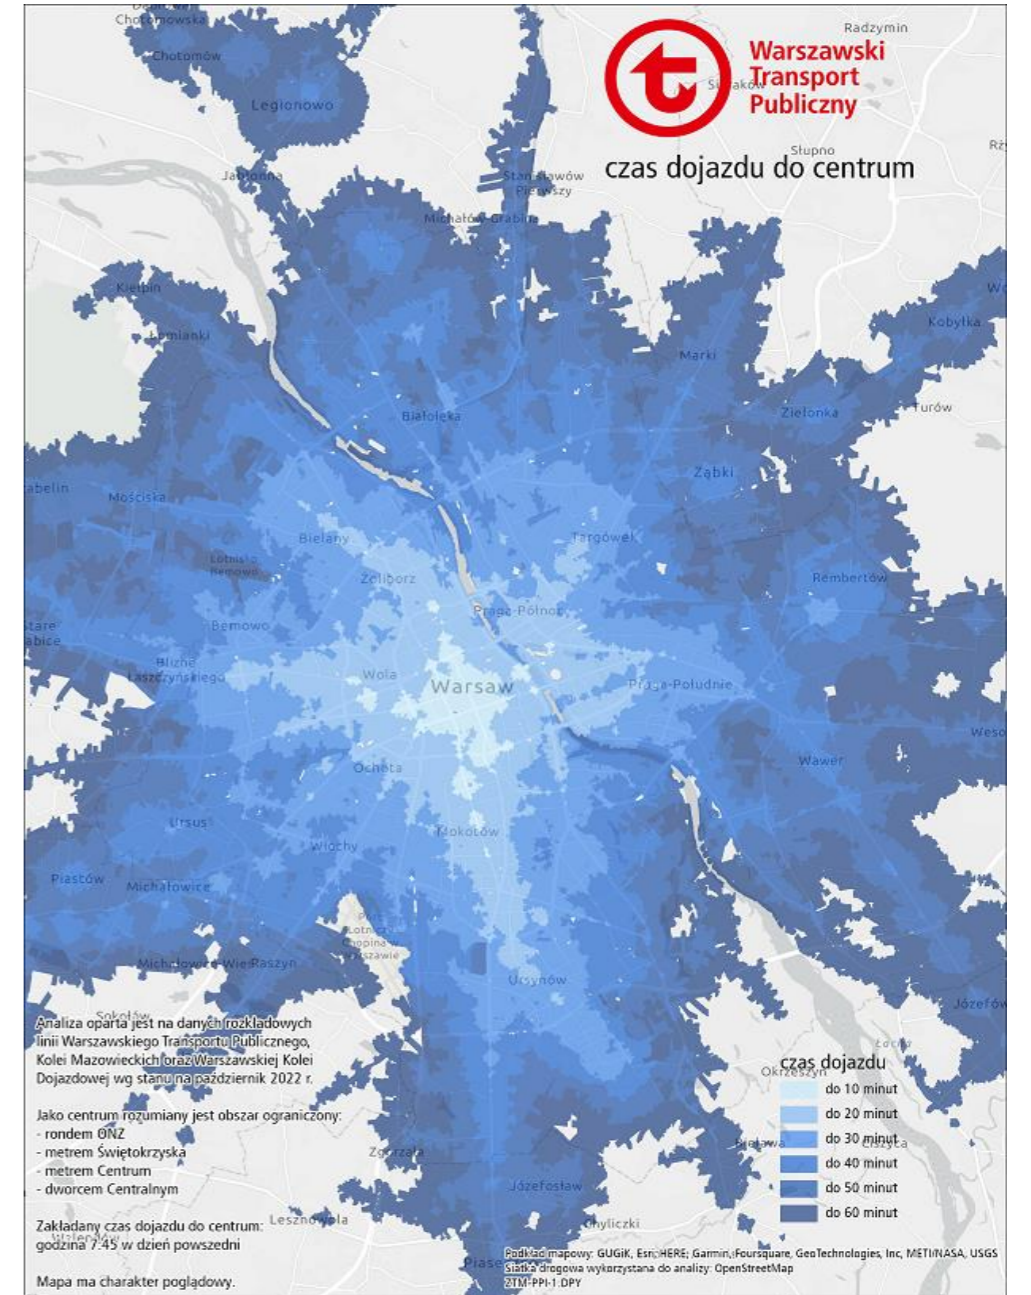 Chotomowska
Radzymin
Warszawski
Transport
Publiczny
Chotomów
Legionowo
Słupno
czas dojazdu do centrum
Jabłonna
Stanisławów
Pierwszy
Michałów-Grabina
Kiełpin
Kobyłka
Łomianki
Marki
Zielonka
Turów
Białołęka
Ząbki
Mościska
Bielany
Targówek
Lotnisko
Bemowo
Żoliborz
Rembertów
Praga-Północ
Bemowo
Blizne
Łaszczyńskiego
Wola
Warsaw
Praga-Południe
Ochota
Wawer
Ursus
Mokotów
Włochy
Piastów
Michałowice
Lotnicz
Chopina w
rszawie
Michałowice-Wieś
Raszyn
Ursynów
Józefów
Sokołów
Analiza oparta jest na danych rozkładowych
linii Warszawskiego Transportu Publicznego,
Kolei Mazowieckich oraz Warszawskiej Kolei
Dojazdowej wg stanu na październik 2022 r.
Jako centrum rozumiany jest obszar ograniczony:
- rondem ONZ
- metrem Świętokrzyska
- metrem Centrum
- dworcem Centralnym
Zakładany czas dojazdu do centrum:
godzina 7.45 w dzień powszedni
Mapa ma charakter poglądowy.
czas dojazdu
Okrzeszyn
do 10 minut
do 20 minut
do 30 minut
do 40 minut
do 50 minut
do 60 minut
Bielawa
Ciszyca
Zgorzała
Józefosław
Lesznowola
Chyliczki
Podkład mapowy: GUGiK, Esri, HERE, Garmin, Foursquare, GeoTechnologies, Inc, METI/NASA, USGS
Siatka drogowa wykorzystana do analizy: OpenStreetMap
ZTM-PPI-1.DPY